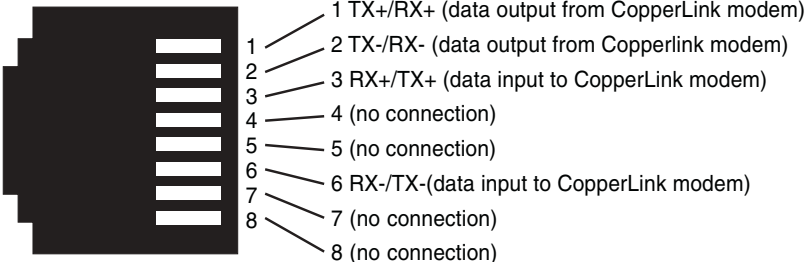 1 1 TX+/RX+ (data output from CopperLink modem)
2 2 TX-/RX- (data output from Copperlink modem)
3 3 RX+/TX+ (data input to CopperLink modem)
4 4 (no connection)
5 5 (no connection)
6 6 RX-/TX-(data input to CopperLink modem)
7 7 (no connection)
8 8 (no connection)